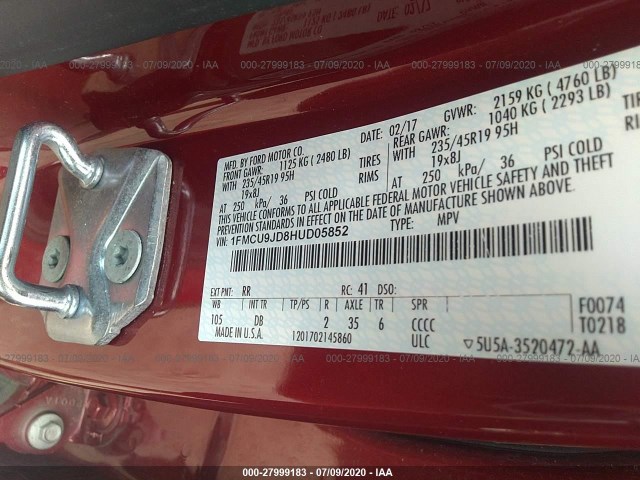 MFD. BY FORD MOTOR CO. 02/17 GVWR: 2159 KG ( 4760 LB)
FRONT GAWR: 1125 KG ( 2480 LB) REAR GAWR: 1040 KG ( 2293 LB)
WITH 235/45R19 95H TIRES WITH 235/45R19 95H TIRE
19x8J RIMS 19x8J RI
AT 250 kPa/ 36 PSI COLD AT 250 kPa/ 36 PSI COLD
THIS VEHICLE CONFORMS TO ALL APPLICABLE FEDERAL MOTOR VEHICLE SAFETY AND THEFT
PREVENTION STANDARDS IN EFFECT ON THE DATE OF MANUFACTURE SHOWN ABOVE.
VIN: 1FMCU9JD8HUD05852 TYPE: MPV
EXT PNT: RR RC: 41 DSO:
WB INT TR TP/PS R AXLE TR SPR
105 DB 2 35 6 CCCC
F0074
T0218
MADE IN U.S.A. 1201702145860 ULC ▽5U5A-3520472-AA
IAA © 000-27999183 - 07/09/2020 - IAA
000-27999183 - 07/09/2020 - IAA